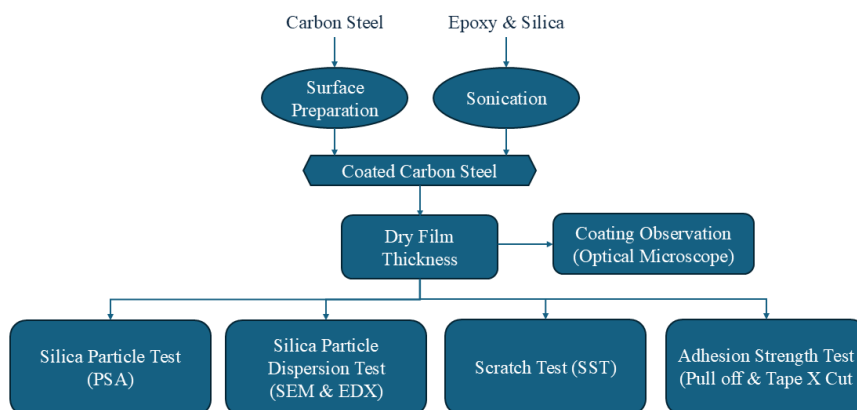 Carbon Steel
Epoxy & Silica
Surface
Preparation
Sonication
Coated Carbon Steel
Dry Film
Thickness
Coating Observation
(Optical Microscope)
Silica Particle Test
(PSA)
Silica Particle
Dispersion Test
(SEM & EDX)
Scratch Test (SST)
Adhesion Strength Test
(Pull off & Tape X Cut